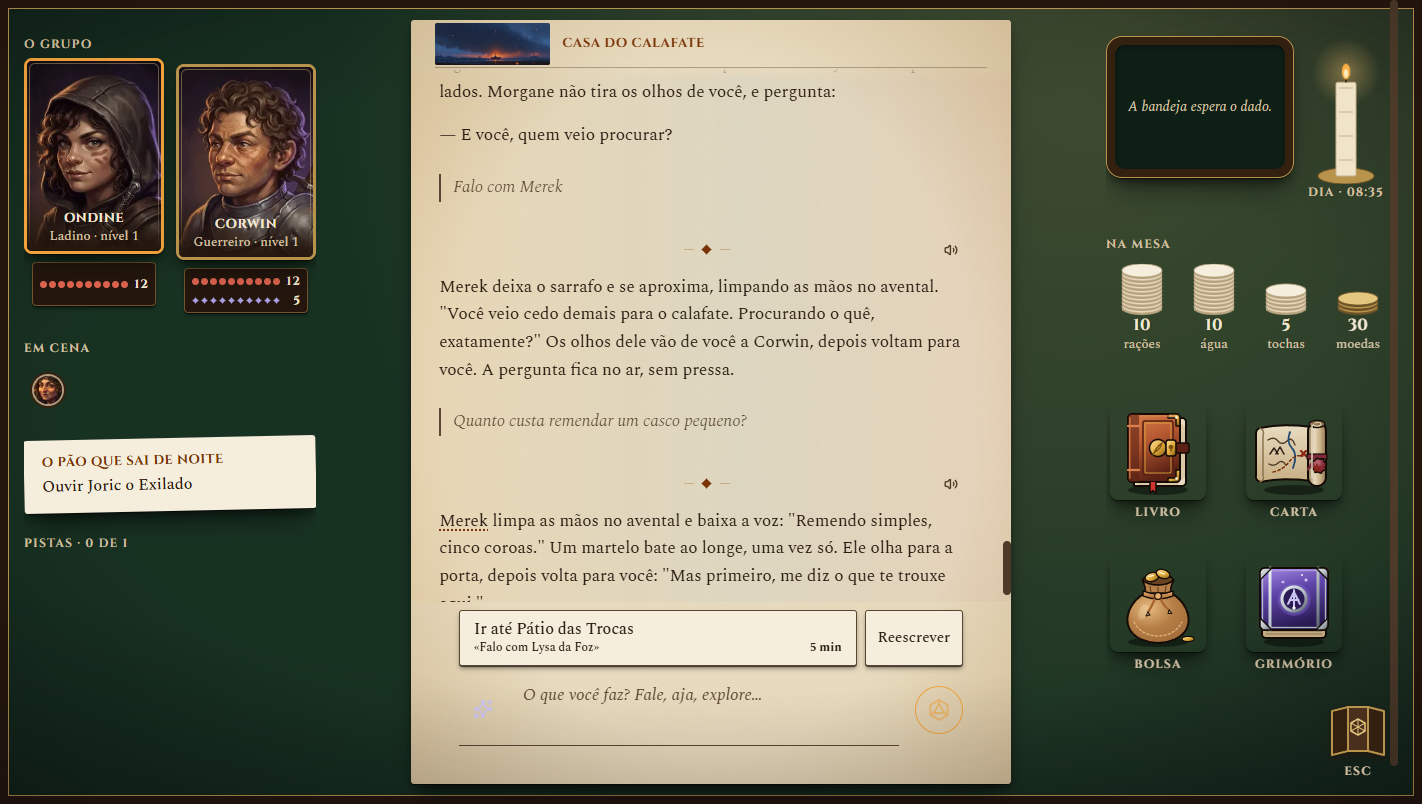 O GRUPO
ONDINE
Ladino · nível 1
12
CORWIN
Guerreiro · nível 1
12
5
EM CENA
O PÃO QUE SAI DE NOITE
Ouvir Joric o Exilado
PISTAS · 0 DE 1
CASA DO CALAFATE
lados. Morgane não tira os olhos de você, e pergunta:
— E você, quem veio procurar?
Falo com Merek
Merek deixa o sarrafo e se aproxima, limpando as mãos no avental.
"Você veio cedo demais para o calafate. Procurando o quê,
exatamente?" Os olhos dele vão de você a Corwin, depois voltam para
você. A pergunta fica no ar, sem pressa.
Quanto custa remendar um casco pequeno?
Merek limpa as mãos no avental e baixa a voz: "Remendo simples,
cinco coroas." Um martelo bate ao longe, uma vez só. Ele olha para a
porta, depois volta para você: "Mas primeiro, me diz o que te trouxe
Ir até Pátio das Trocas
«Falo com Lysa da Foz»
5 min
Reescrever
O que você faz? Fale, aja, explore...
A bandeja espera o dado.
DIA · 08:35
NA MESA
10
rações
10
água
5
tochas
30
moedas
LIVRO
CARTA
BOLSA
GRIMÓRIO
ESC